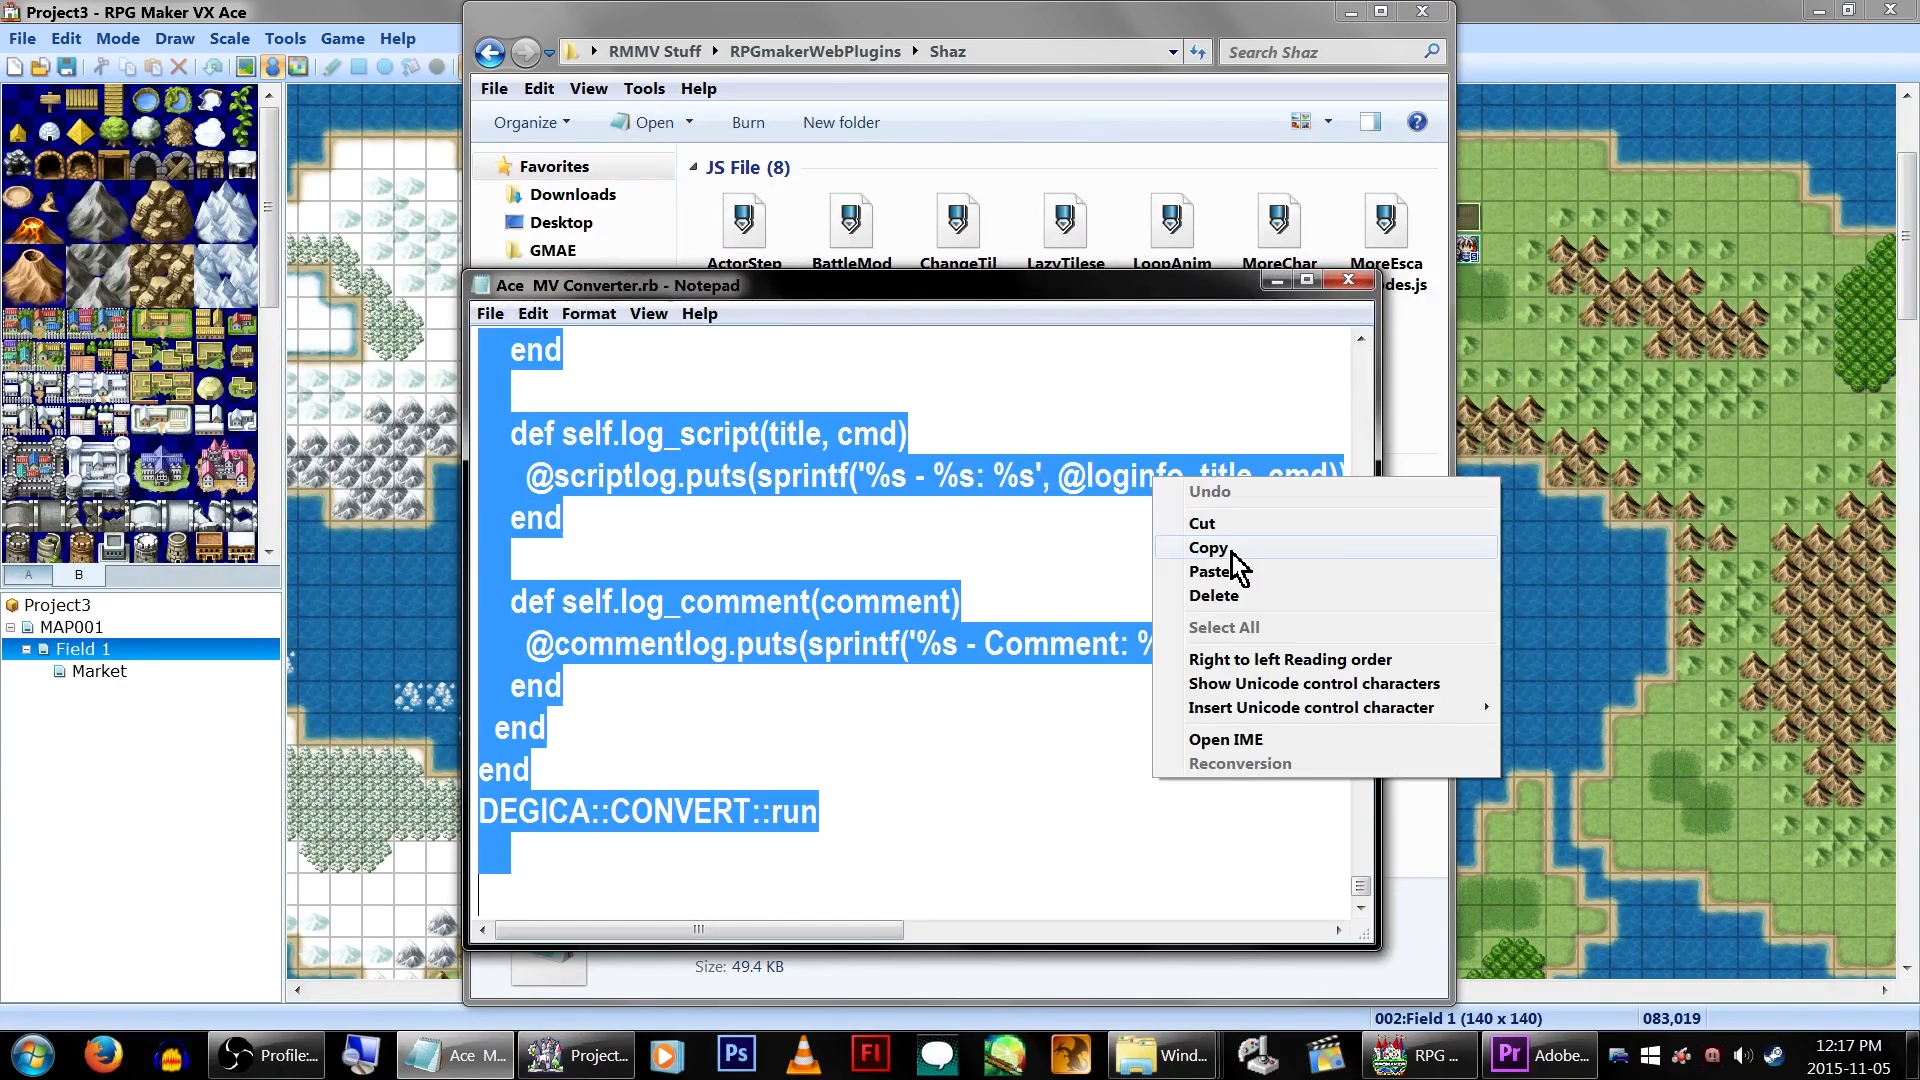 Project3 - RPG Maker VX Ace
File Edit Mode Draw Scale Tools Game Help
A B
Project3
MAP001
Field 1
Market
RMMV Stuff RPGmakerWebPlugins Shaz
Search Shaz
File Edit View Tools Help
Organize Open Burn New folder
Favorites
Downloads
Desktop
GMAE
JS File (8)
ActorStep BattleMod ChangeTil LazyTilese LoopAnim MoreChar MoreEsca
des.js
Ace MV Converter.rb - Notepad
File Edit Format View Help
end
def self.log_script(title, cmd)
@scriptlog.puts(sprintf('%s - %s: %s', @loginfo, title, cmd))
end
def self.log_comment(comment)
@commentlog.puts(sprintf('%s - Comment: %
end
end
end
DEGICA::CONVERT::run
Undo
Cut
Copy
Paste
Delete
Select All
Right to left Reading order
Show Unicode control characters
Insert Unicode control character
Open IME
Reconversion
Size: 49.4 KB
002:Field 1 (140 x 140) 083,019
Profile:... Ace M... Project... Ps Fl Wind... RPG ... Pr Adobe...
12:17 PM
2015-11-05